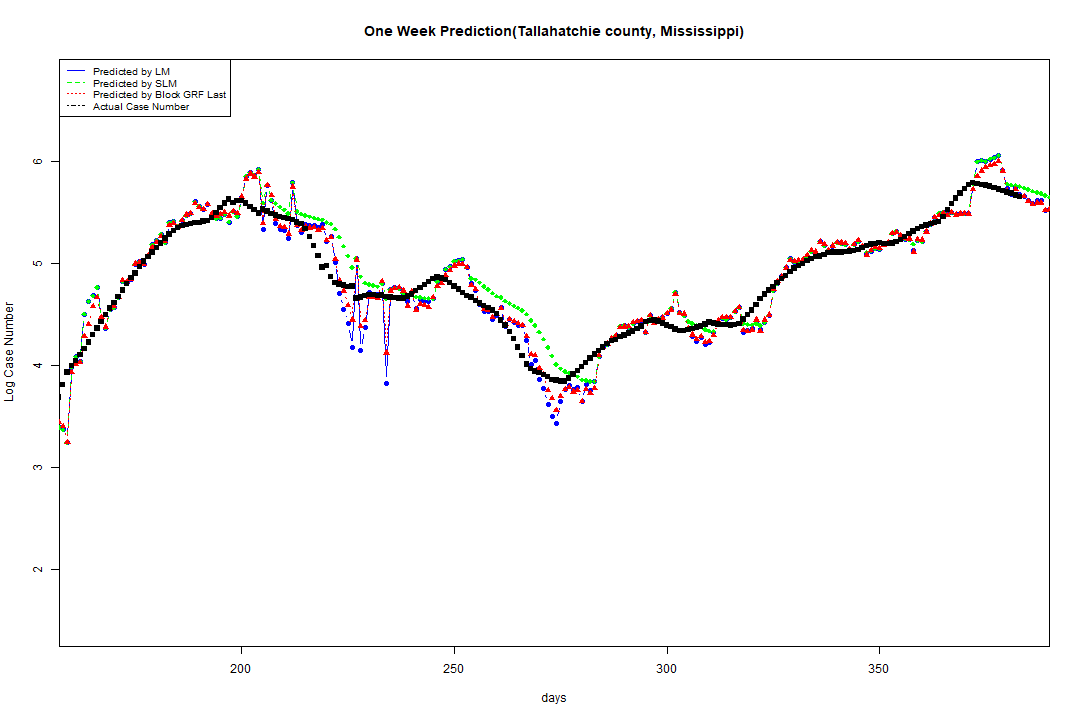 One Week Prediction(Tallahatchie county, Mississippi)
Predicted by LM
Predicted by SLM
Predicted by Block GRF Last
Actual Case Number
6
5
4
3
2
Log Case Number
200 250 300 350
days